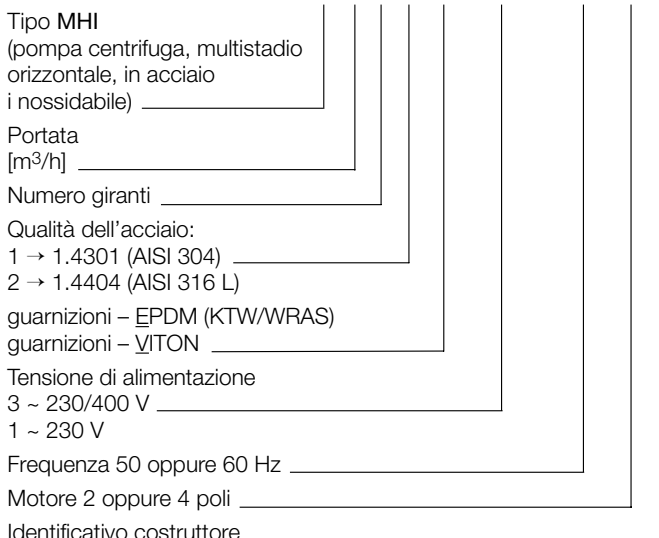 Tipo MHI
(pompa centrifuga, multistadio
orizzontale, in acciaio
i nossidabile)
Portata
[m³/h]
Numero giranti
Qualità dell'acciaio:
1 → 1.4301 (AISI 304)
2 → 1.4404 (AISI 316 L)
guarnizioni – EPDM (KTW/WRAS)
guarnizioni – VITON
Tensione di alimentazione
3 ~ 230/400 V
1 ~ 230 V
Frequenza 50 oppure 60 Hz
Motore 2 oppure 4 poli
Identificativo costruttore